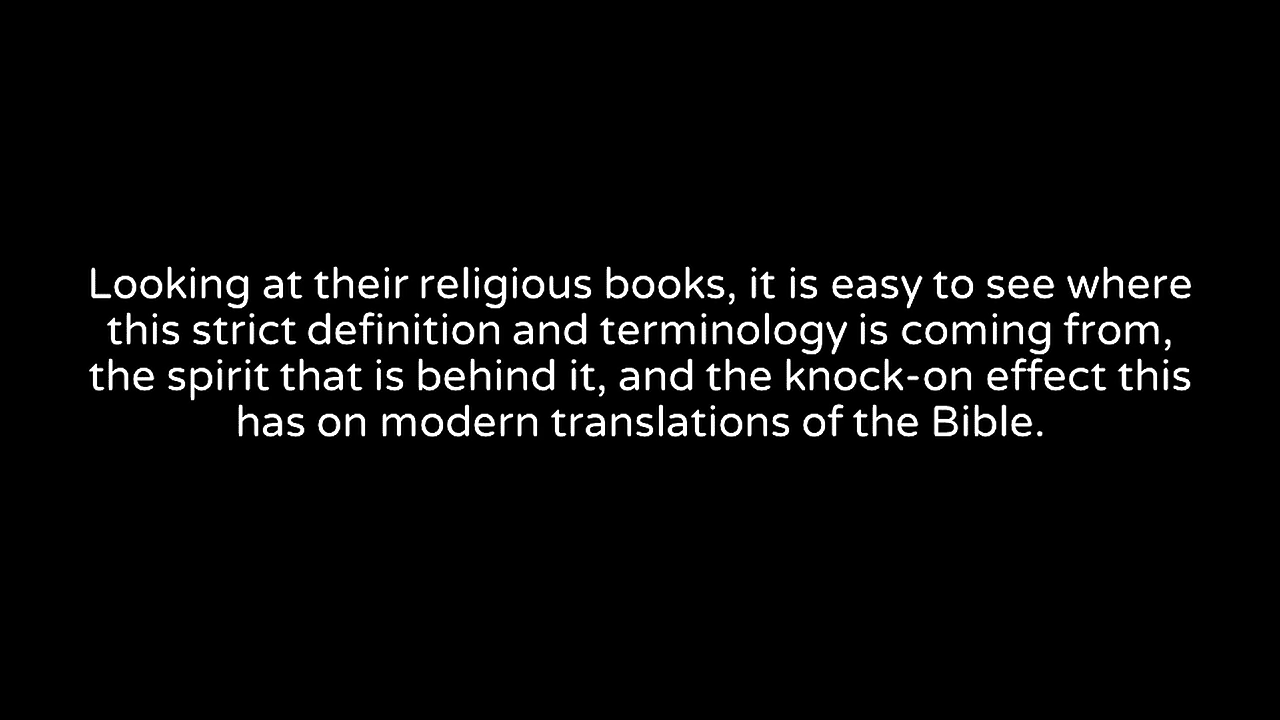 Looking at their religious books, it is easy to see where
this strict definition and terminology is coming from,
the spirit that is behind it, and the knock-on effect this
has on modern translations of the Bible.